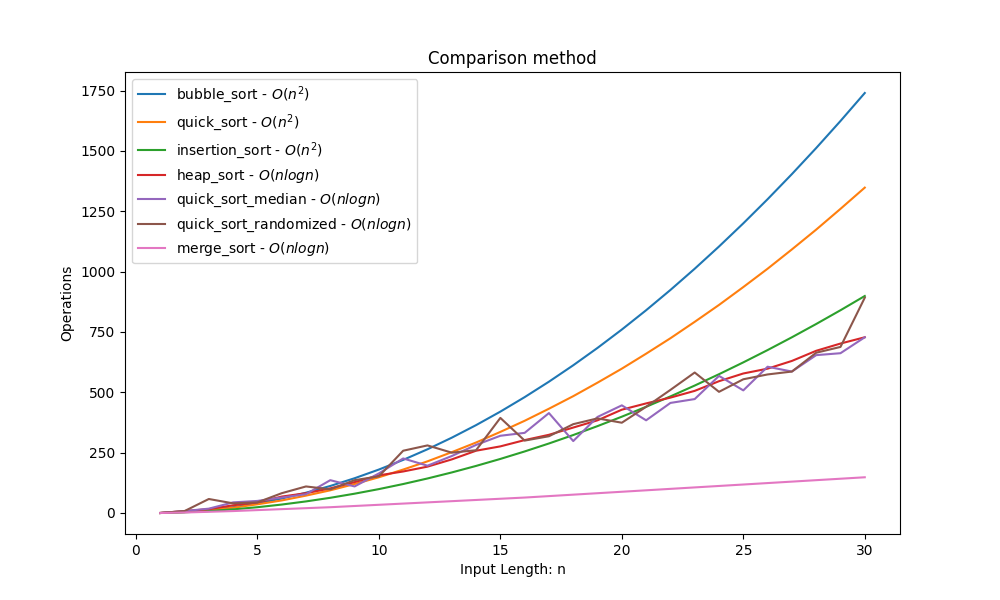 Comparison method
bubble_sort - O(n²)
quick_sort - O(n²)
insertion_sort - O(n²)
heap_sort - O(nlogn)
quick_sort_median - O(nlogn)
quick_sort_randomized - O(nlogn)
merge_sort - O(nlogn)
Operations
1750
1500
1250
1000
750
500
250
0
0 5 10 15 20 25 30
Input Length: n